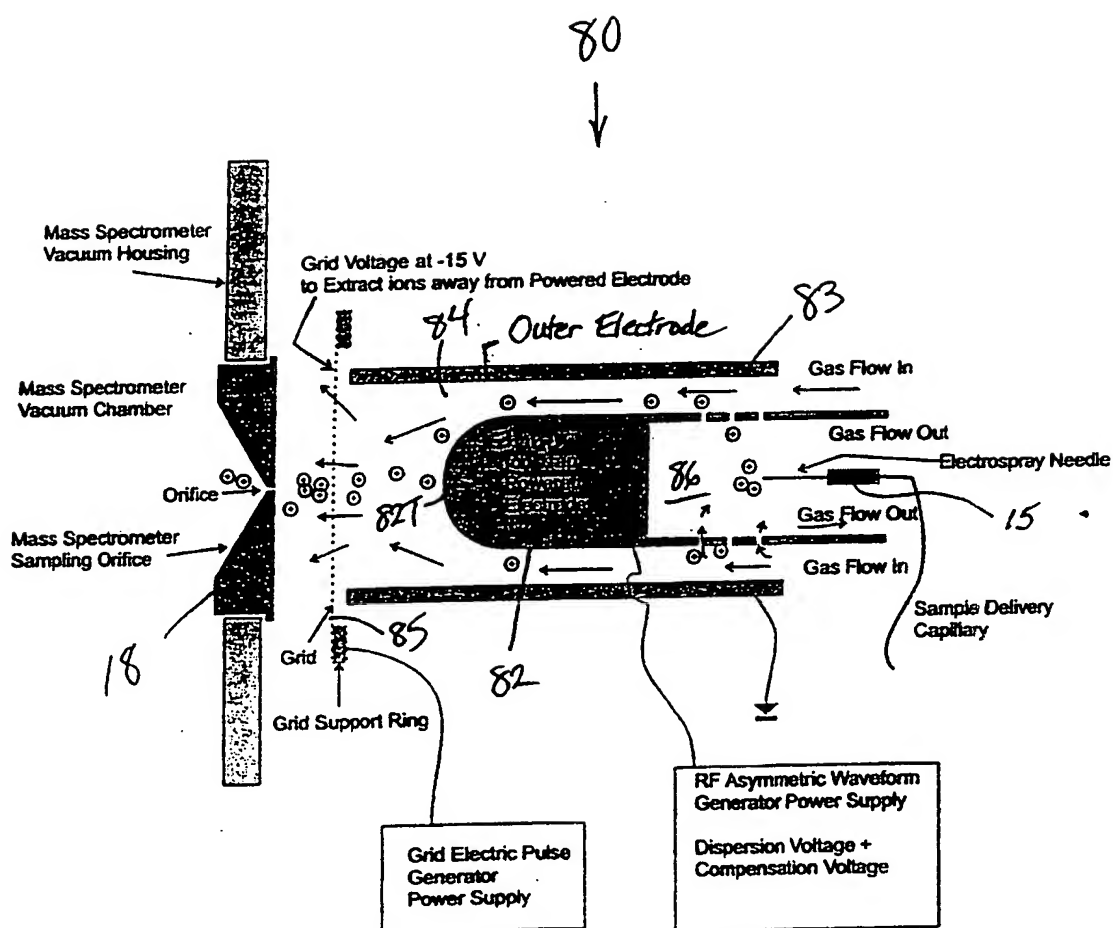 80
Mass Spectrometer
Vacuum Housing
Grid Voltage at -15 V
to Extract ions away from Powered Electrode
84
Outer Electrode
83
Gas Flow In
Mass Spectrometer
Vacuum Chamber
Gas Flow Out
Electrospray Needle
86
Orifice
82T
15
Gas Flow Out
Mass Spectrometer
Sampling Orifice
Gas Flow In
Sample Delivery
Capillary
18
Grid
85
82
Grid Support Ring
RF Asymmetric Waveform
Generator Power Supply
Dispersion Voltage +
Compensation Voltage
Grid Electric Pulse
Generator
Power Supply